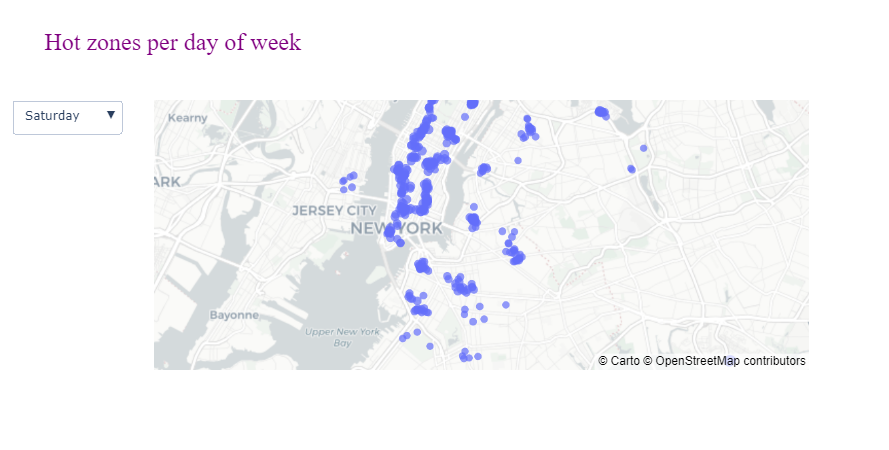 Hot zones per day of week
Saturday
Kearny
ARK
JERSEY CITY
NEW YORK
Bayonne
Upper New York
Bay
© Carto © OpenStreetMap contributors